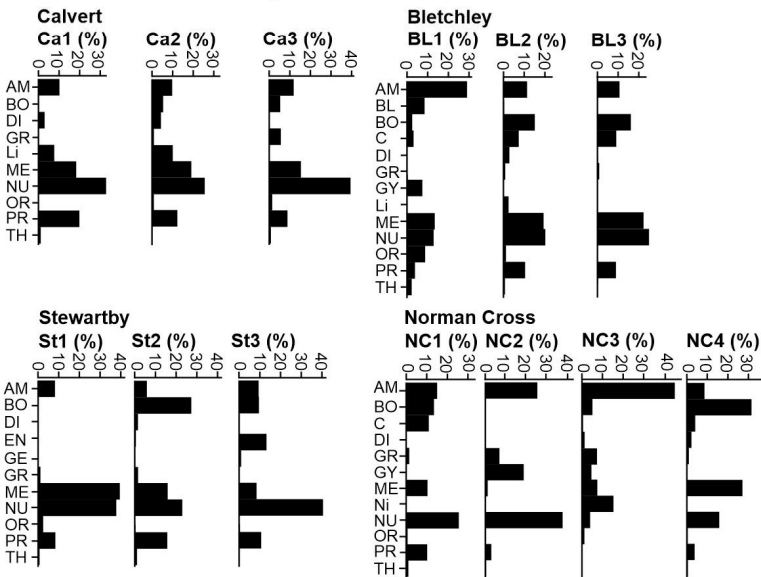 Calvert
Ca1 (%) Ca2 (%) Ca3 (%)
0 10 20 30 0 10 20 30 0 10 20 30 40
AM
BO
DI
GR
Li
ME
NU
OR
PR
TH
Bletchley
BL1 (%) BL2 (%) BL3 (%)
0 10 20 30 0 10 20 0 10 20
AM
BL
BO
C
DI
GR
GY
Li
ME
NU
OR
PR
TH
Stewartby
St1 (%) St2 (%) St3 (%)
0 10 20 30 40 0 10 20 30 40 0 10 20 30 40
AM
BO
DI
EN
GE
GR
ME
NU
OR
PR
TH
Norman Cross
NC1 (%) NC2 (%) NC3 (%) NC4 (%)
0 10 20 30 0 10 20 30 40 0 10 20 30 40 0 10 20 30
AM
BO
C
DI
GR
GY
ME
Ni
NU
OR
PR
TH